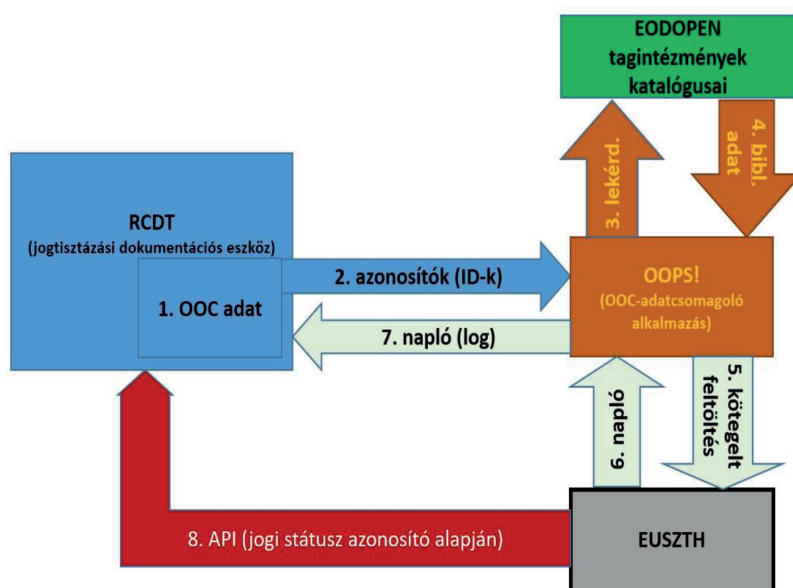 EODOPEN
tagintézmények
katalógusai
3. lekérd.
4. bibl.
adat
RCDT
(jogtisztázási dokumentációs eszköz)
1. OOC adat
2. azonosítók (ID-k)
OOPS!
(OOC-adatcsomagoló
alkalmazás)
7. napló (log)
6. napló
5. kötegelt
feltöltés
8. API (jogi státusz azonosító alapján)
EUSZTH